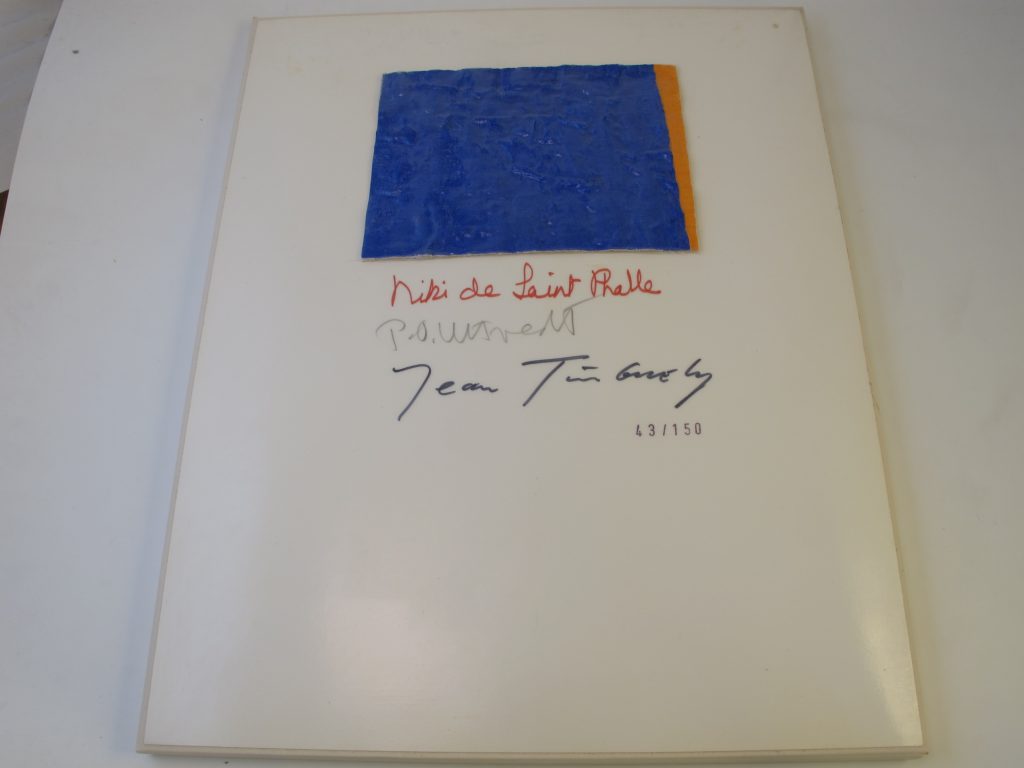 Niki de Saint Phalle
P.O. Ultvedt
Jean Tinguely
43/150